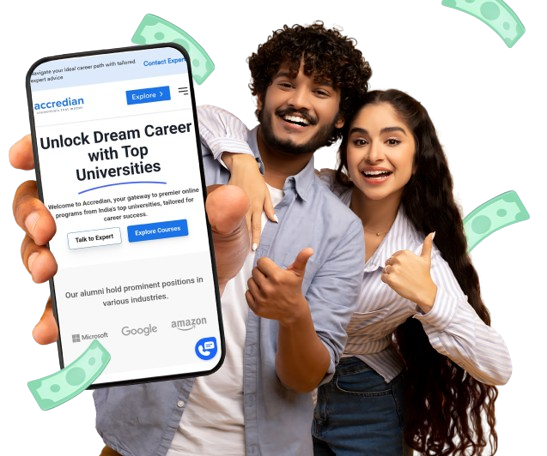 Navigate your ideal career path with tailored
expert advice
Contact Exper
accredian
Explore >
Unlock Dream Career
with Top
Universities
Welcome to Accredian, your gateway to premier online
programs from India's top universities, tailored for
career success.
Talk to Expert
Explore Courses
Our alumni hold prominent positions in
various industries.
Microsoft
Google
amazon